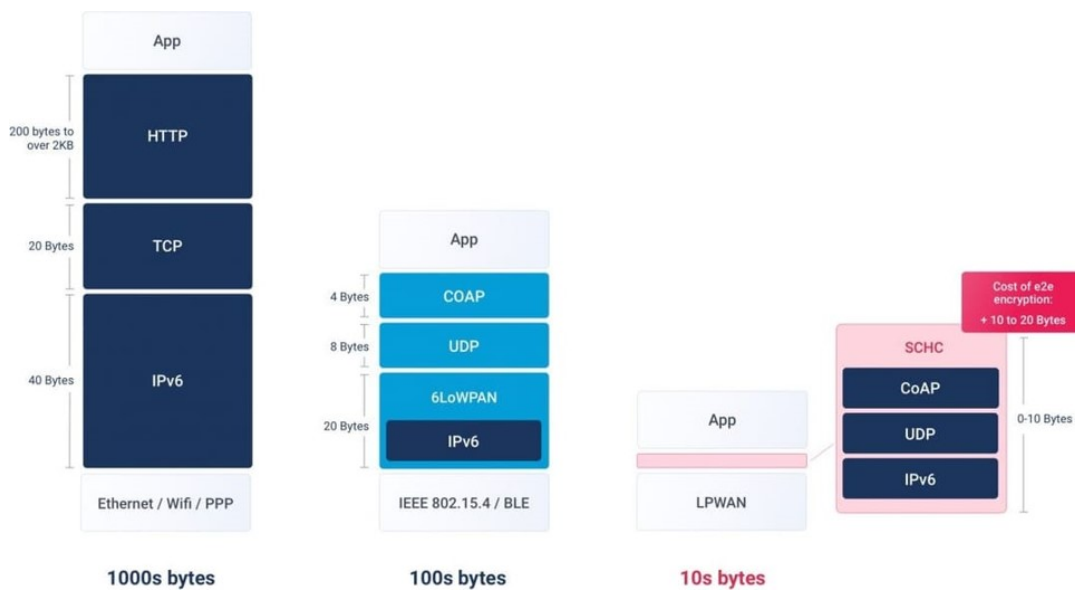 App
200 bytes to
over 2KB
HTTP
20 Bytes
TCP
40 Bytes
IPv6
Ethernet / Wifi / PPP
1000s bytes
App
4 Bytes
COAP
8 Bytes
UDP
6LoWPAN
20 Bytes
IPv6
IEEE 802.15.4 / BLE
100s bytes
App
LPWAN
10s bytes
Cost of e2e
encryption:
+ 10 to 20 Bytes
SCHC
CoAP
UDP
IPv6
0-10 Bytes